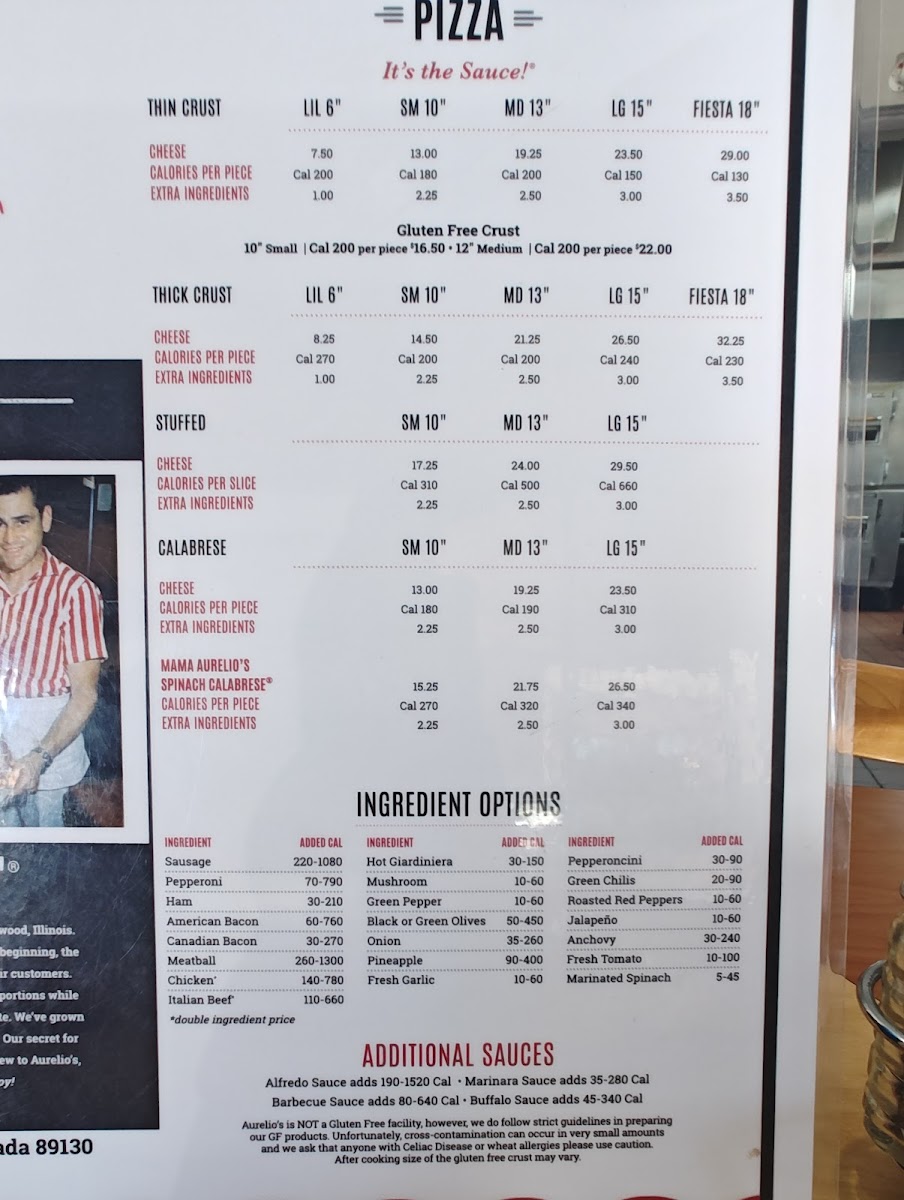 PIZZA
It's the Sauce!®
THIN CRUST LIL 6" SM 10" MD 13" LG 15" FIESTA 18"
CHEESE 7.50 13.00 19.25 23.50 29.00
CALORIES PER PIECE Cal 200 Cal 180 Cal 200 Cal 150 Cal 130
EXTRA INGREDIENTS 1.00 2.25 2.50 3.00 3.50
Gluten Free Crust
10" Small | Cal 200 per piece $16.50 • 12" Medium | Cal 200 per piece $22.00
THICK CRUST LIL 6" SM 10" MD 13" LG 15" FIESTA 18"
CHEESE 8.25 14.50 21.25 26.50 32.25
CALORIES PER PIECE Cal 270 Cal 200 Cal 200 Cal 240 Cal 230
EXTRA INGREDIENTS 1.00 2.25 2.50 3.00 3.50
STUFFED SM 10" MD 13" LG 15"
CHEESE 17.25 24.00 29.50
CALORIES PER SLICE Cal 310 Cal 500 Cal 660
EXTRA INGREDIENTS 2.25 2.50 3.00
CALABRESE SM 10" MD 13" LG 15"
CHEESE 13.00 19.25 23.50
CALORIES PER PIECE Cal 180 Cal 190 Cal 310
EXTRA INGREDIENTS 2.25 2.50 3.00
MAMA AURELIO'S
SPINACH CALABRESE® 15.25 21.75 26.50
CALORIES PER PIECE Cal 270 Cal 320 Cal 340
EXTRA INGREDIENTS 2.25 2.50 3.00
INGREDIENT OPTIONS
INGREDIENT ADDED CAL
Sausage 220-1080
Pepperoni 70-790
Ham 30-210
American Bacon 60-760
Canadian Bacon 30-270
Meatball 260-1300
Chicken* 140-780
Italian Beef* 110-660
*double ingredient price
INGREDIENT ADDED CAL
Hot Giardiniera 30-150
Mushroom 10-60
Green Pepper 10-60
Black or Green Olives 50-450
Onion 35-260
Pineapple 90-400
Fresh Garlic 10-60
INGREDIENT ADDED CAL
Pepperoncini 30-90
Green Chilis 20-90
Roasted Red Peppers 10-60
Jalapeño 10-60
Anchovy 30-240
Fresh Tomato 10-100
Marinated Spinach 5-45
ADDITIONAL SAUCES
Alfredo Sauce adds 190-1520 Cal • Marinara Sauce adds 35-280 Cal
Barbecue Sauce adds 80-640 Cal • Buffalo Sauce adds 45-340 Cal
Aurelio's is NOT a Gluten Free facility, however, we do follow strict guidelines in preparing
our GF products. Unfortunately, cross-contamination can occur in very small amounts
and we ask that anyone with Celiac Disease or wheat allergies please use caution.
After cooking size of the gluten free crust may vary.
®
wood, Illinois.
beginning, the
ir customers.
portions while
te. We've grown
Our secret for
ew to Aurelio's,
oy!
ada 89130